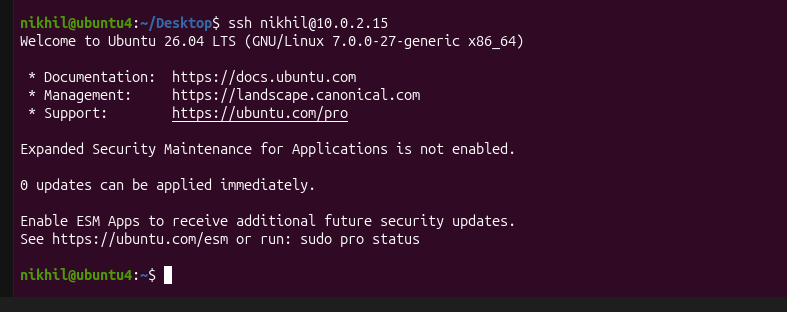 nikhil@ubuntu4:~/Desktop$ ssh nikhil@10.0.2.15
Welcome to Ubuntu 26.04 LTS (GNU/Linux 7.0.0-27-generic x86_64)
* Documentation:  https://docs.ubuntu.com
* Management:     https://landscape.canonical.com
* Support:        https://ubuntu.com/pro
Expanded Security Maintenance for Applications is not enabled.
0 updates can be applied immediately.
Enable ESM Apps to receive additional future security updates.
See https://ubuntu.com/esm or run: sudo pro status
nikhil@ubuntu4:~$